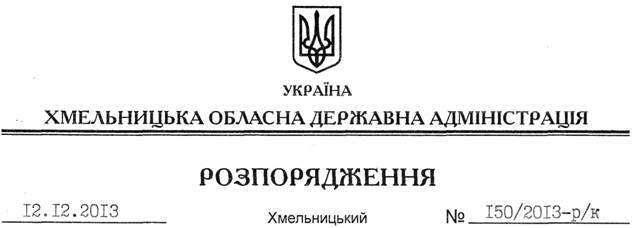 УКРАЇНА
ХМЕЛЬНИЦЬКА ОБЛАСНА ДЕРЖАВНА АДМІНІСТРАЦІЯ
РОЗПОРЯДЖЕННЯ
12.12.2013 Хмельницький № 150/2013-р/к